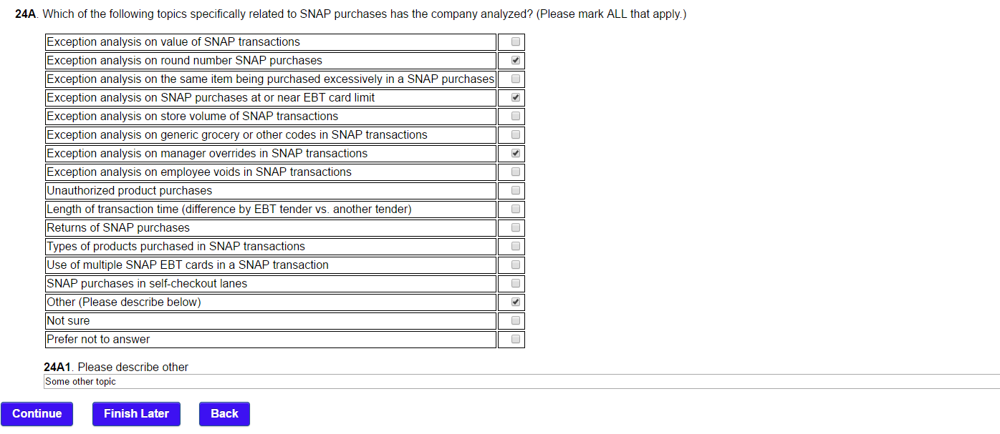 24A. Which of the following topics specifically related to SNAP purchases has the company analyzed? (Please mark ALL that apply.)
Exception analysis on value of SNAP transactions
Exception analysis on round number SNAP purchases
Exception analysis on the same item being purchased excessively in a SNAP purchases
Exception analysis on SNAP purchases at or near EBT card limit
Exception analysis on store volume of SNAP transactions
Exception analysis on generic grocery or other codes in SNAP transactions
Exception analysis on manager overrides in SNAP transactions
Exception analysis on employee voids in SNAP transactions
Unauthorized product purchases
Length of transaction time (difference by EBT tender vs. another tender)
Returns of SNAP purchases
Types of products purchased in SNAP transactions
Use of multiple SNAP EBT cards in a SNAP transaction
SNAP purchases in self-checkout lanes
Other (Please describe below)
Not sure
Prefer not to answer
24A1. Please describe other
Some other topic
Continue Finish Later Back